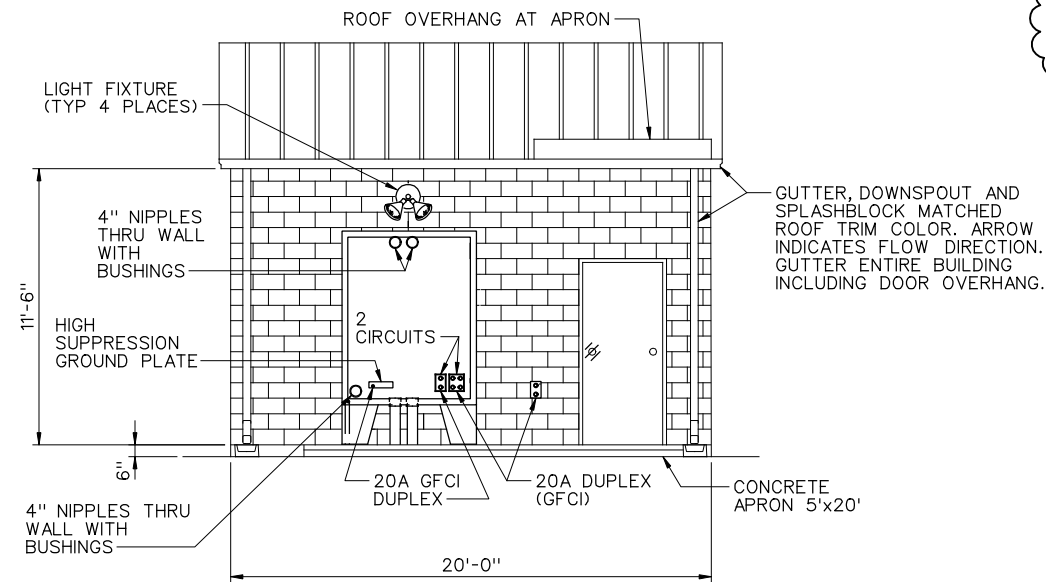 ROOF OVERHANG AT APRON
LIGHT FIXTURE
(TYP 4 PLACES)
4" NIPPLES
THRU WALL
WITH
BUSHINGS
GUTTER, DOWNSPOUT AND
SPLASHBLOCK MATCHED
ROOF TRIM COLOR. ARROW
INDICATES FLOW DIRECTION.
GUTTER ENTIRE BUILDING
INCLUDING DOOR OVERHANG.
11'-6"
HIGH
SUPPRESSION
GROUND PLATE
2
CIRCUITS
6"
20A GFCI
DUPLEX
20A DUPLEX
(GFCI)
CONCRETE
APRON 5'x20'
4" NIPPLES THRU
WALL WITH
BUSHINGS
20'-0"